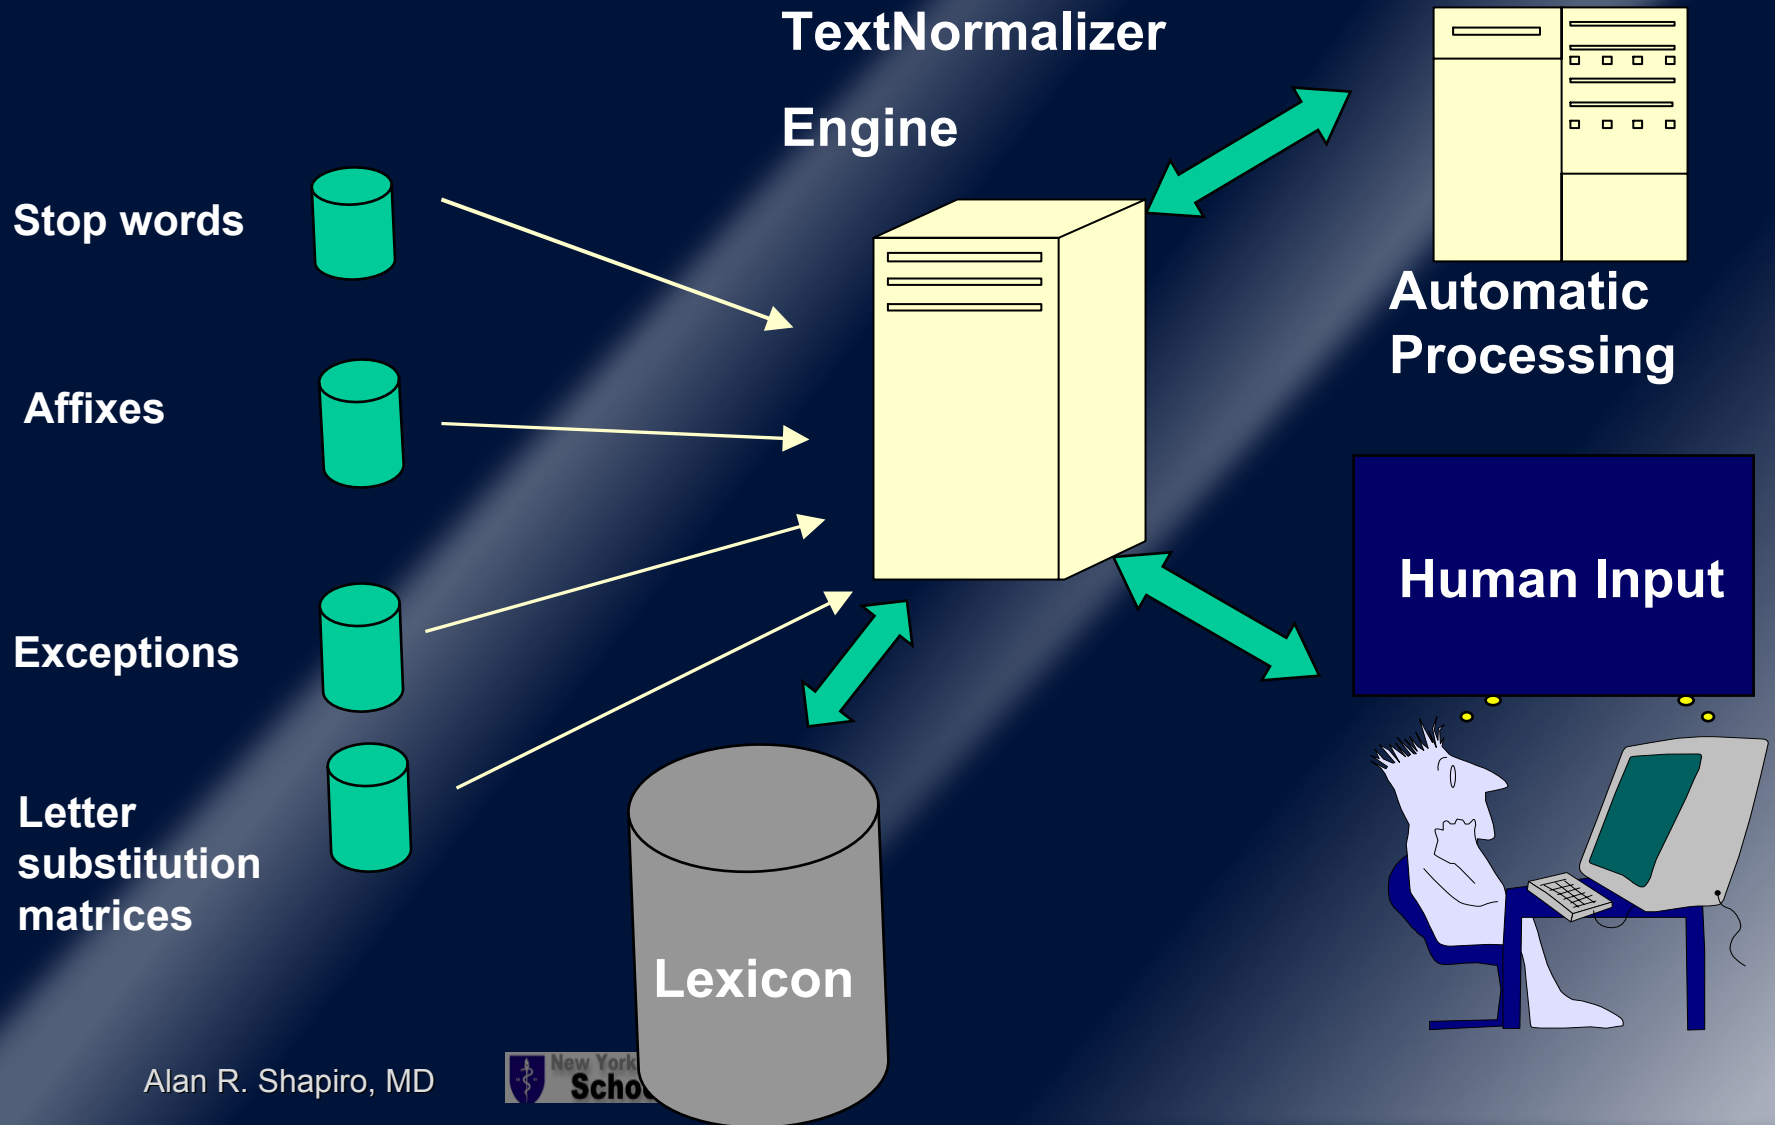 TextNormalizer
Engine
Stop words
Affixes
Exceptions
Letter
substitution
matrices
Lexicon
Automatic
Processing
Human Input
Alan R. Shapiro, MD
New York